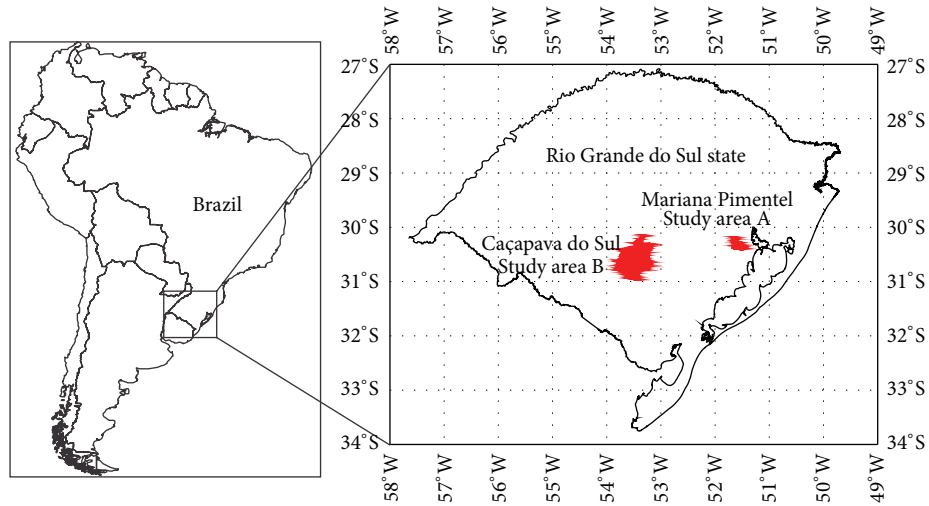 58°W 57°W 56°W 55°W 54°W 53°W 52°W 51°W 50°W 49°W
Brazil
27°S
28°S
29°S
30°S
31°S
32°S
33°S
34°S
Rio Grande do Sul state
Mariana Pimentel
Study area A
Caçapava do Sul
Study area B
27°S
28°S
29°S
30°S
31°S
32°S
33°S
34°S
58°W 57°W 56°W 55°W 54°W 53°W 52°W 51°W 50°W 49°W